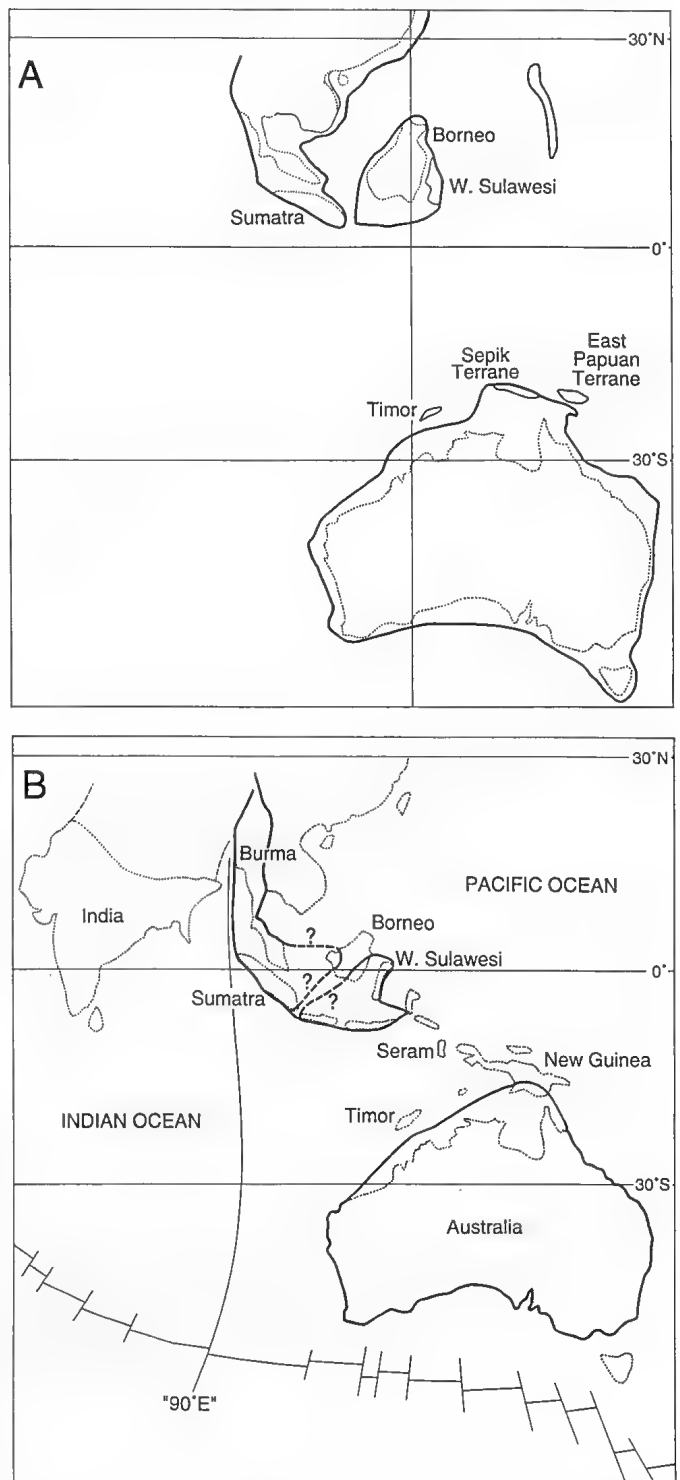 A
30°N
Borneo
W. Sulawesi
Sumatra
0°
East
Papuan
Terrane
Sepik
Terrane
Timor
30°S
B
30°N
Burma
PACIFIC OCEAN
India
?
Borneo
W. Sulawesi
0°
?
Sumatra
?
Seram
New Guinea
INDIAN OCEAN
Timor
30°S
Australia
"90°E"